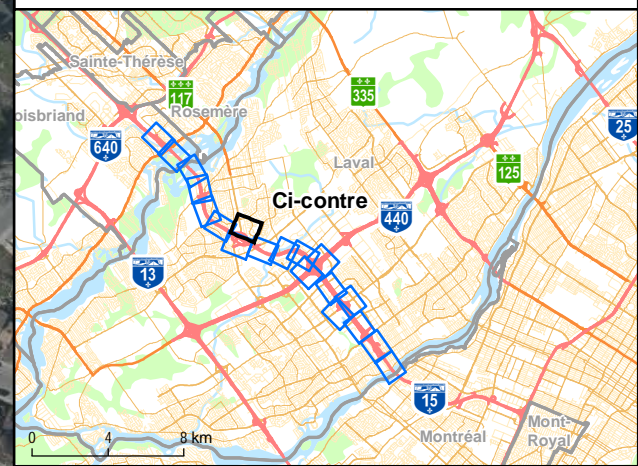 Sainte-Thérèse
117
335
oisbriand
Rosemère
25
640
Laval
125
Ci-contre
440
13
15
0 4 8 km
Montréal
Mont-
Royal